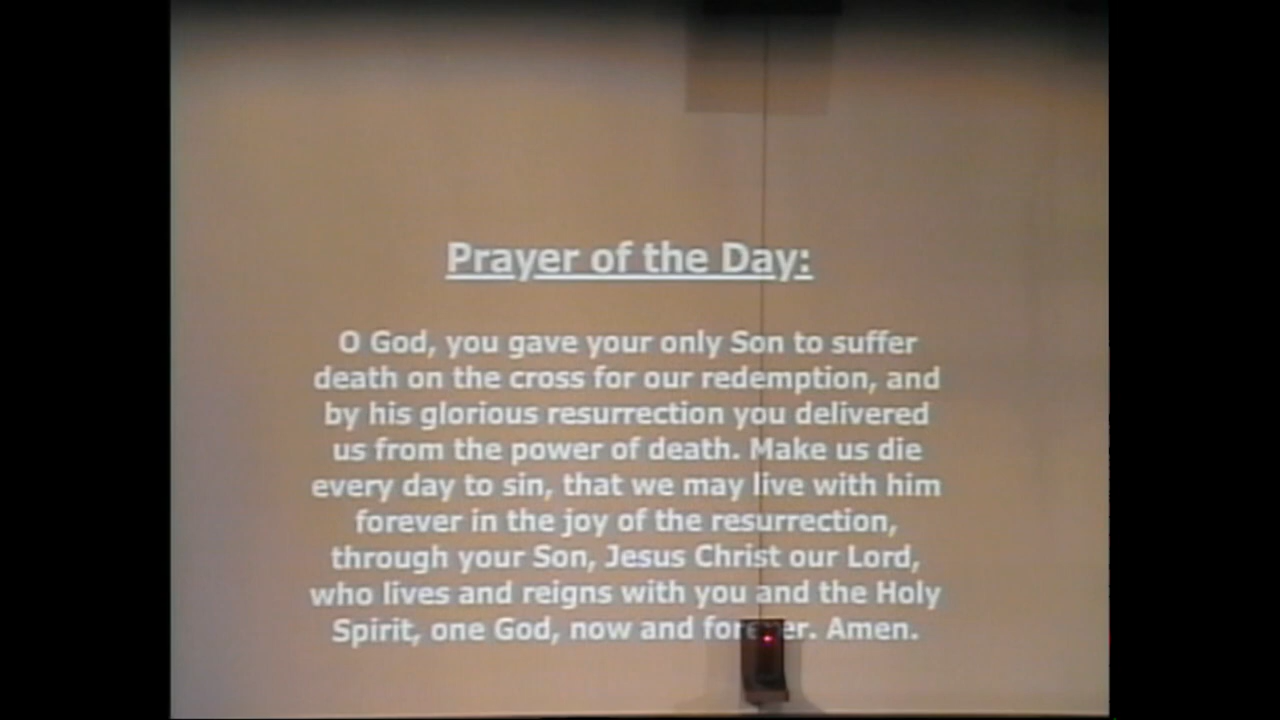 Prayer of the Day:
O God, you gave your only Son to suffer
death on the cross for our redemption, and
by his glorious resurrection you delivered
us from the power of death. Make us die
every day to sin, that we may live with him
forever in the joy of the resurrection,
through your Son, Jesus Christ our Lord,
who lives and reigns with you and the Holy
Spirit, one God, now and forever. Amen.